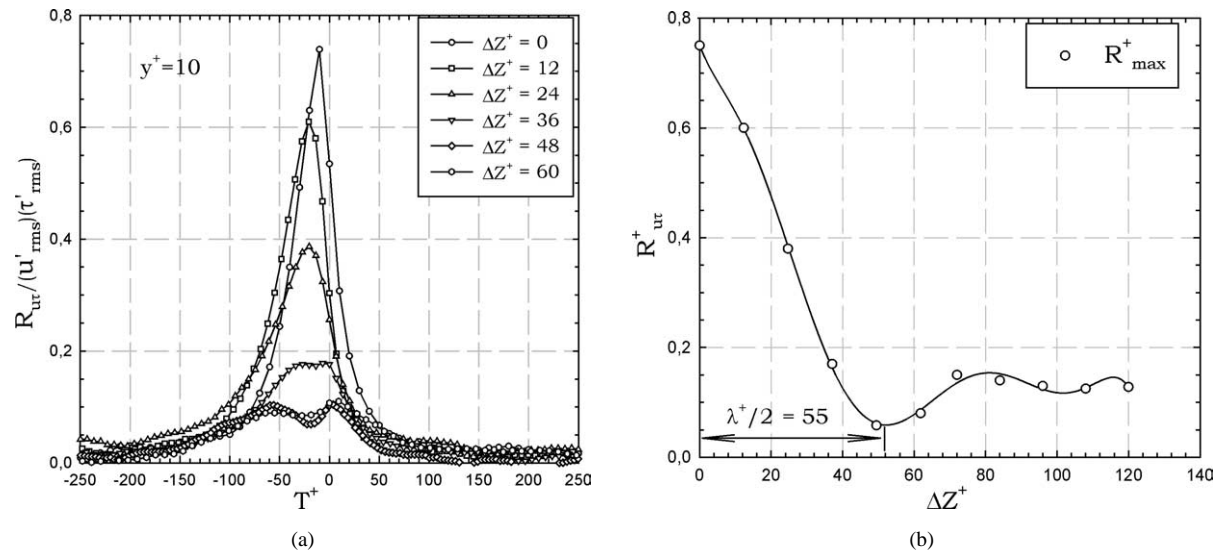 0,8
0,6
0,4
0,2
0,0
R_uτ/(u'_rms)(τ'_rms)
y⁺=10
ΔZ⁺ = 0
ΔZ⁺ = 12
ΔZ⁺ = 24
ΔZ⁺ = 36
ΔZ⁺ = 48
ΔZ⁺ = 60
-250 -200 -150 -100 -50 0 50 100 150 200 250
T⁺
(a)
0,8
0,6
0,4
0,2
0,0
R⁺_uτ
R⁺_max
λ⁺/2 = 55
0 20 40 60 80 100 120 140
ΔZ⁺
(b)